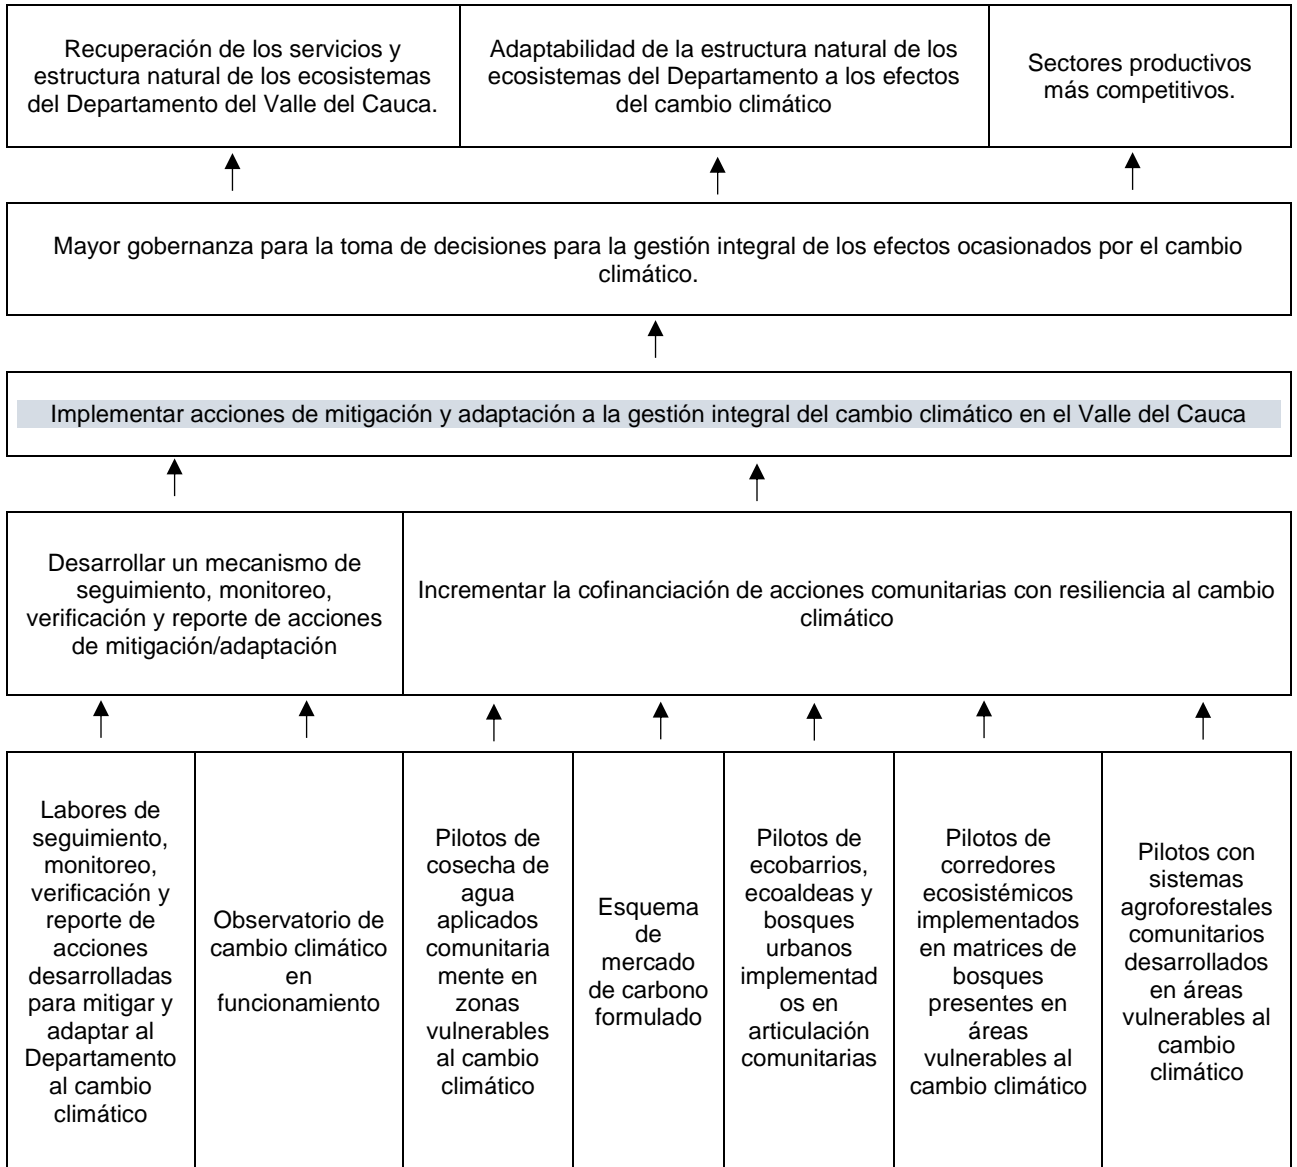 Recuperación de los servicios y
estructura natural de los ecosistemas
del Departamento del Valle del Cauca.
Adaptabilidad de la estructura natural de los
ecosistemas del Departamento a los efectos
del cambio climático
Sectores productivos
más competitivos.
Mayor gobernanza para la toma de decisiones para la gestión integral de los efectos ocasionados por el cambio
climático.
Implementar acciones de mitigación y adaptación a la gestión integral del cambio climático en el Valle del Cauca
Desarrollar un mecanismo de
seguimiento, monitoreo,
verificación y reporte de acciones
de mitigación/adaptación
Incrementar la cofinanciación de acciones comunitarias con resiliencia al cambio
climático
Labores de
seguimiento,
monitoreo,
verificación y
reporte de
acciones
desarrolladas
para mitigar y
adaptar al
Departamento
al cambio
climático
Observatorio de
cambio climático
en
funcionamiento
Pilotos de
cosecha de
agua
aplicados
comunitaria
mente en
zonas
vulnerables
al cambio
climático
Esquema
de
mercado
de carbono
formulado
Pilotos de
ecobarrios,
ecoaldeas y
bosques
urbanos
implementad
os en
articulación
comunitarias
Pilotos de
corredores
ecosistémicos
implementados
en matrices de
bosques
presentes en
áreas
vulnerables al
cambio climático
Pilotos con
sistemas
agroforestales
comunitarios
desarrollados
en áreas
vulnerables al
cambio
climático